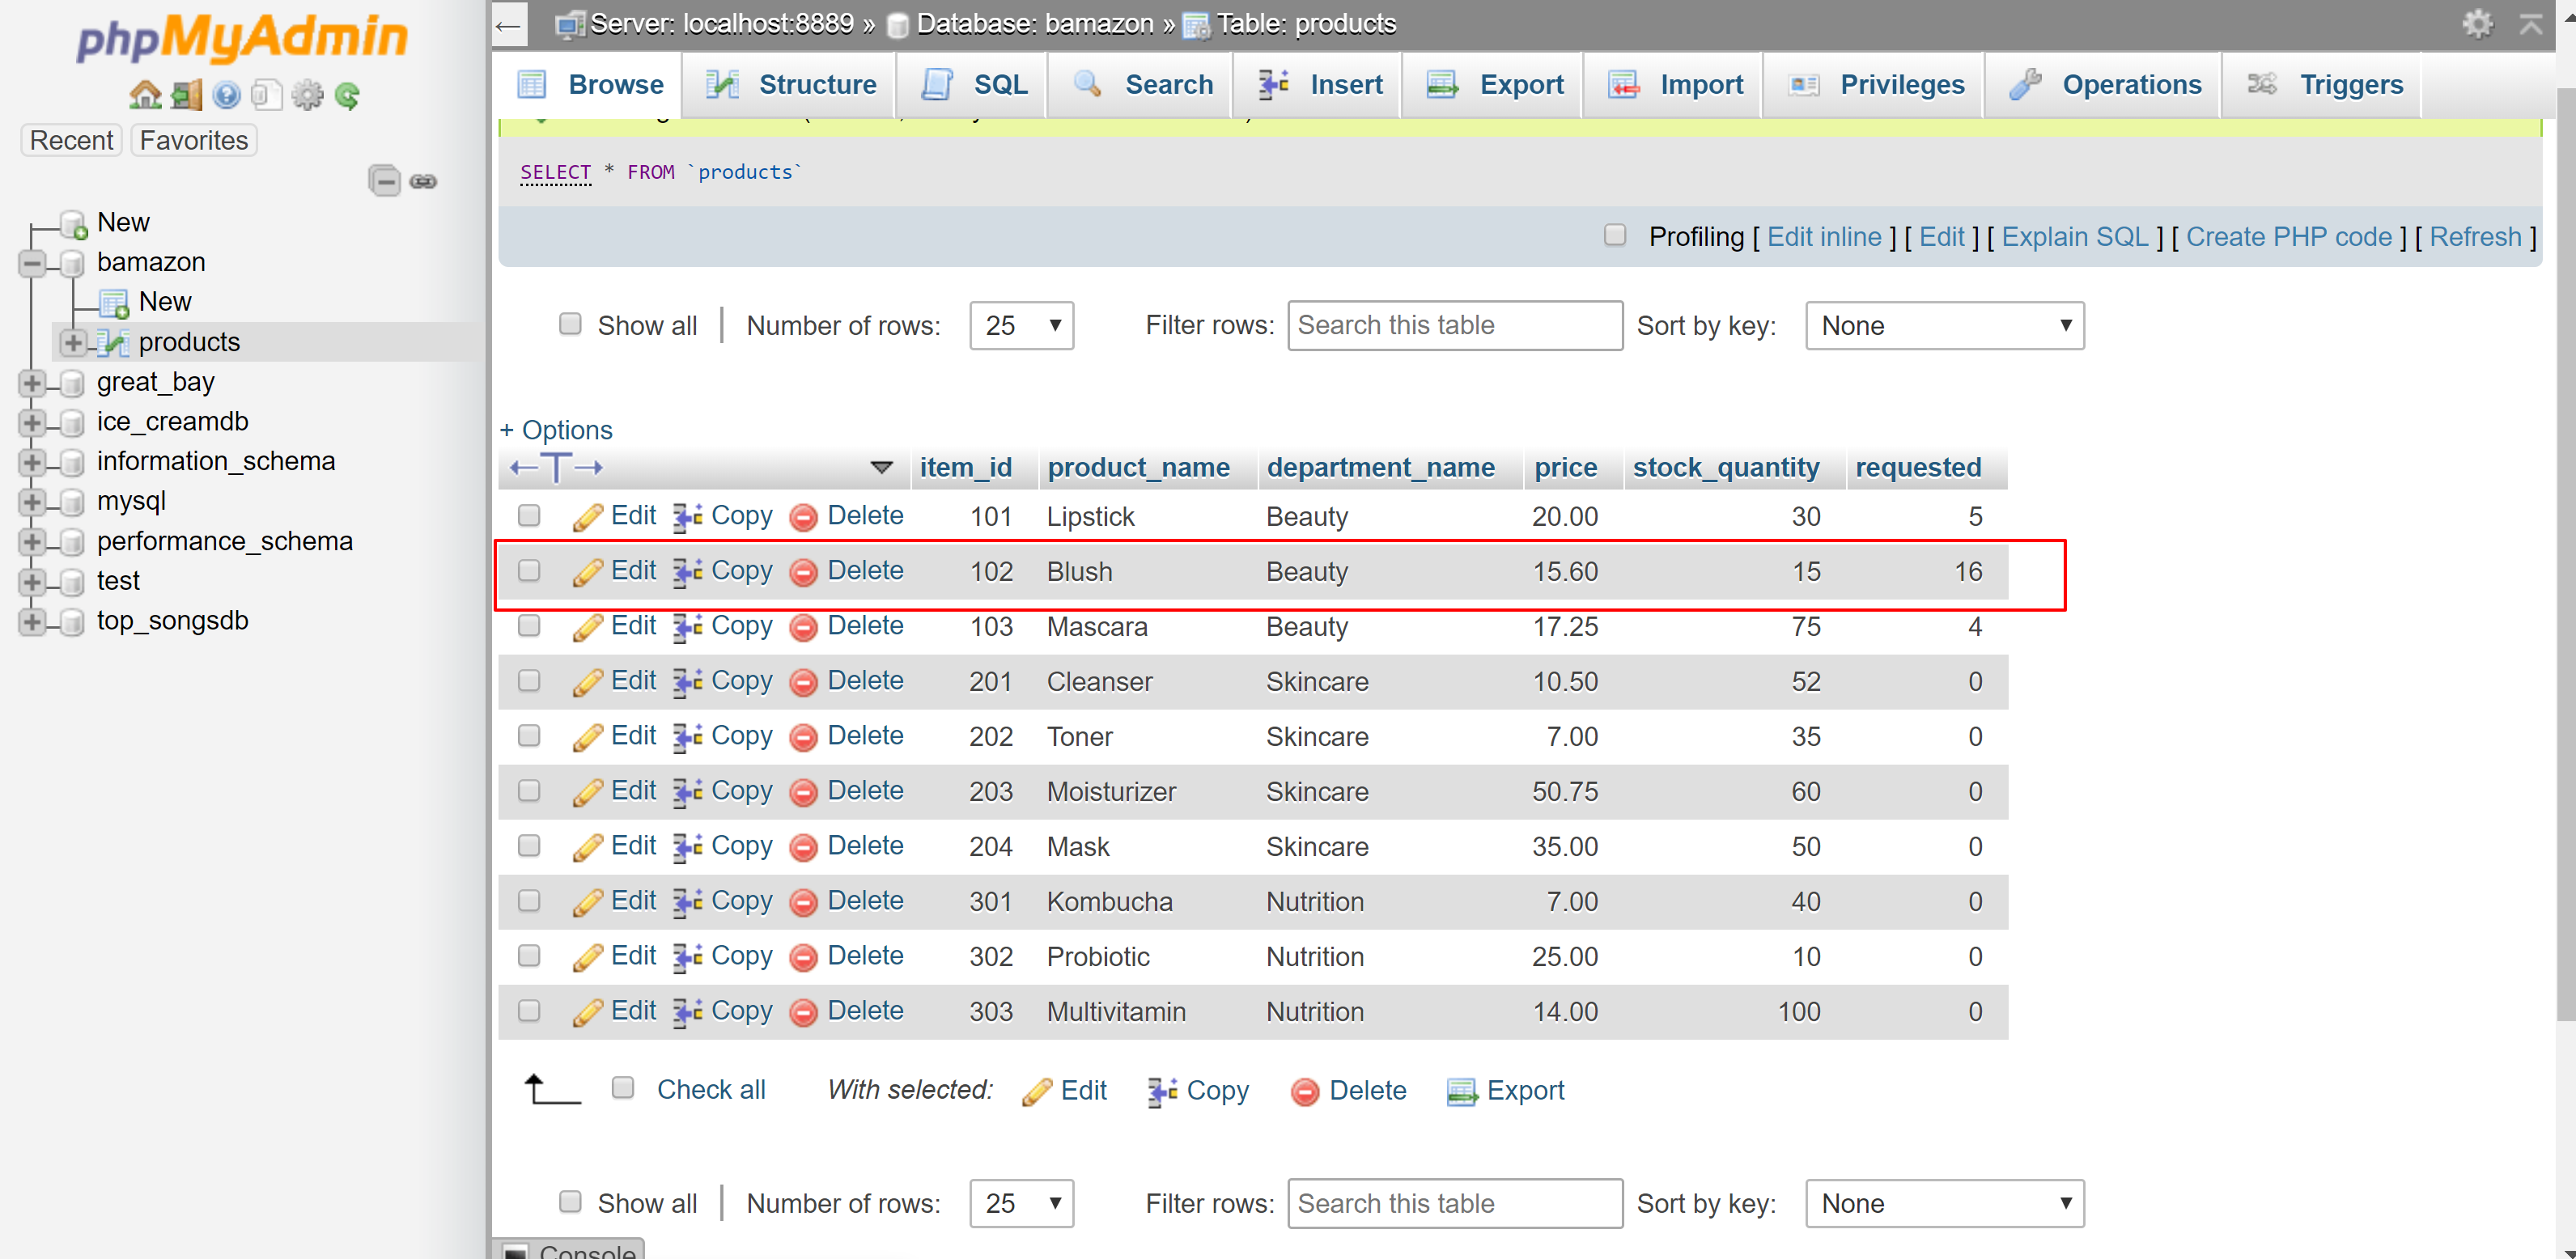 phpMyAdmin
Recent Favorites
New
bamazon
New
products
great_bay
ice_creamdb
information_schema
mysql
performance_schema
test
top_songsdb
Server: localhost:8889 » Database: bamazon » Table: products
Browse Structure SQL Search Insert Export Import Privileges Operations Triggers
SELECT * FROM `products`
Profiling [ Edit inline ] [ Edit ] [ Explain SQL ] [ Create PHP code ] [ Refresh ]
Show all | Number of rows: 25 Filter rows: Search this table Sort by key: None
+ Options
item_id product_name department_name price stock_quantity requested
Edit Copy Delete 101 Lipstick Beauty 20.00 30 5
Edit Copy Delete 102 Blush Beauty 15.60 15 16
Edit Copy Delete 103 Mascara Beauty 17.25 75 4
Edit Copy Delete 201 Cleanser Skincare 10.50 52 0
Edit Copy Delete 202 Toner Skincare 7.00 35 0
Edit Copy Delete 203 Moisturizer Skincare 50.75 60 0
Edit Copy Delete 204 Mask Skincare 35.00 50 0
Edit Copy Delete 301 Kombucha Nutrition 7.00 40 0
Edit Copy Delete 302 Probiotic Nutrition 25.00 10 0
Edit Copy Delete 303 Multivitamin Nutrition 14.00 100 0
Check all With selected: Edit Copy Delete Export
Show all | Number of rows: 25 Filter rows: Search this table Sort by key: None
Console